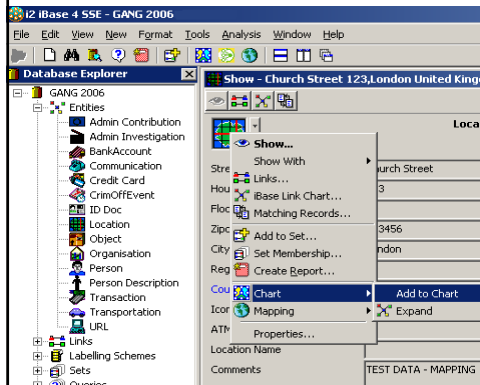 i2 iBase 4 SSE - GANG 2006
File Edit View New Format Tools Analysis Window Help
Database Explorer
GANG 2006
Entities
Admin Contribution
Admin Investigation
BankAccount
Communication
Credit Card
CrimOffEvent
ID Doc
Location
Object
Organisation
Person
Person Description
Transaction
Transportation
URL
Links
Labelling Schemes
Sets
Show - Church Street 123,London United King
Loca
Show...
Show With
Links...
iBase Link Chart...
Matching Records...
Add to Set...
Set Membership...
Create Report...
Chart
Mapping
Properties...
Add to Chart
Expand
Stre
urch Street
Hou
3
Floo
Zipc
3456
City
ndon
Reg
Cou
Icor
ATM
Location Name
Comments
TEST DATA - MAPPING